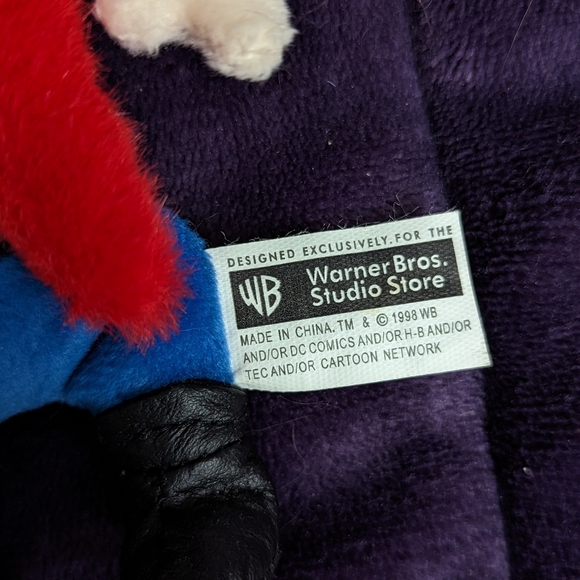 DESIGNED EXCLUSIVELY. FOR THE
WB Warner Bros.
Studio Store
MADE IN CHINA. TM & © 1998 WB
AND/OR DC COMICS AND/OR H-B AND/OR
TEC AND/OR CARTOON NETWORK